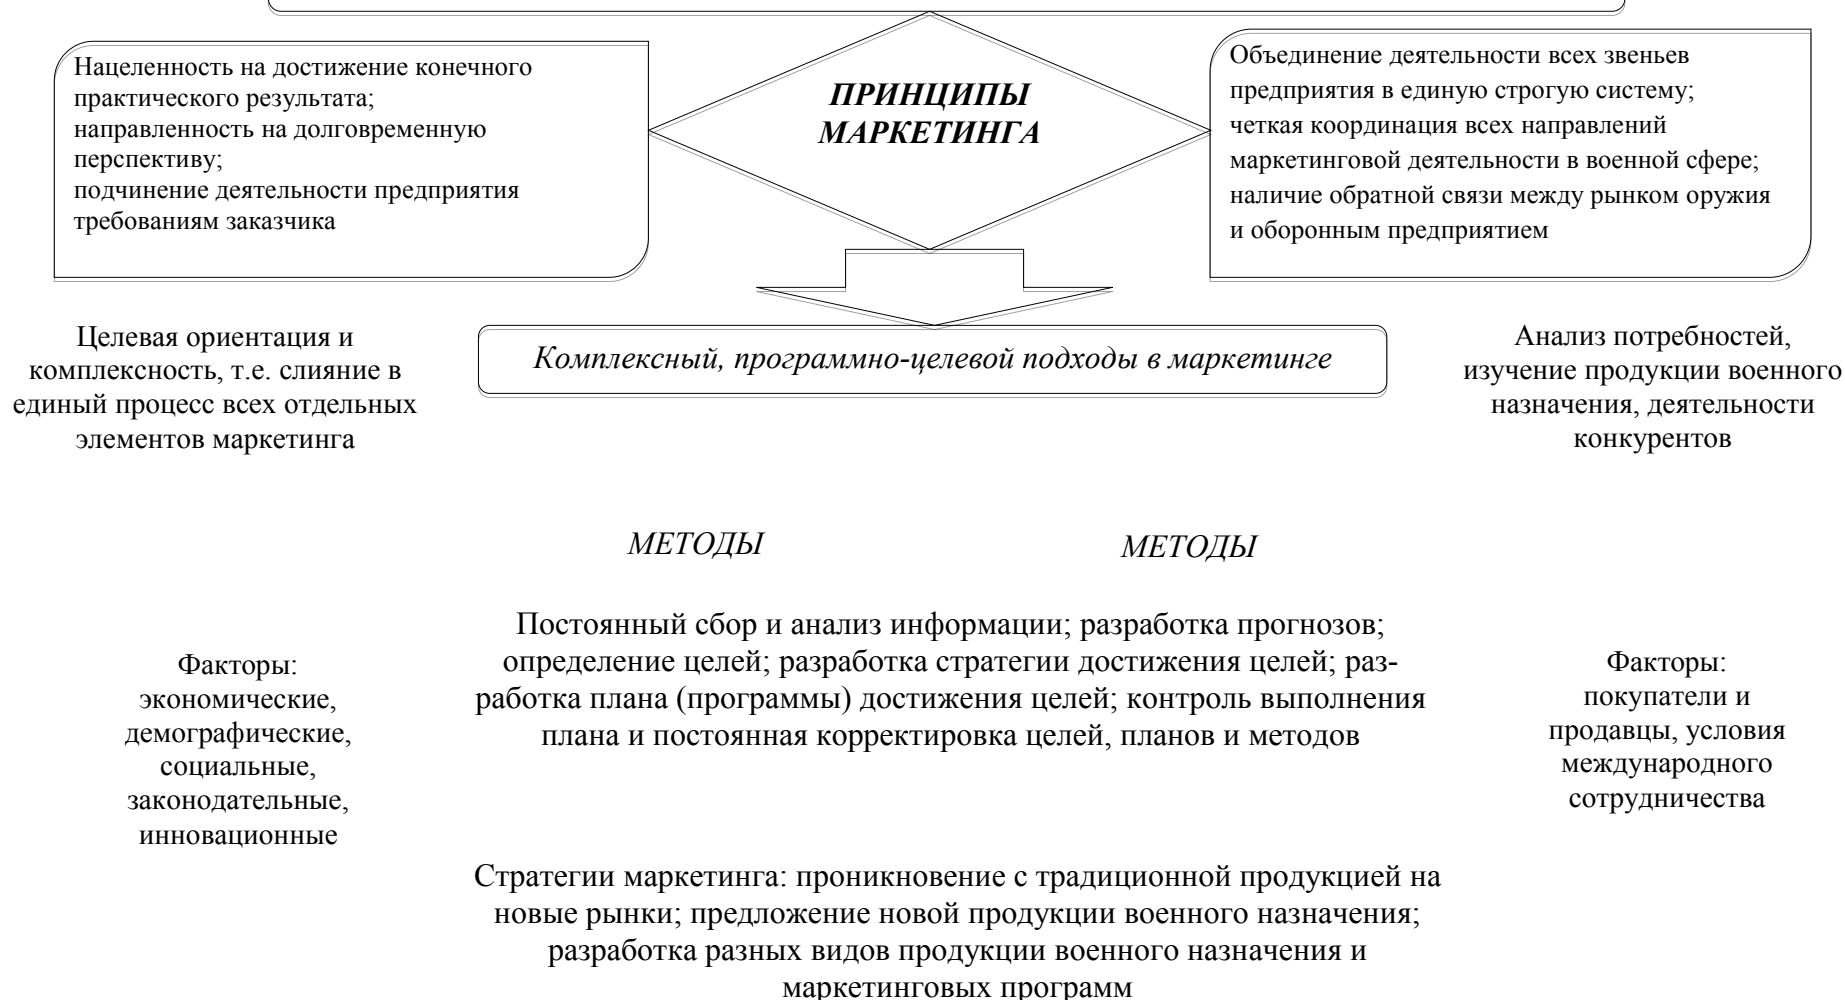 Нацеленность на достижение конечного
практического результата;
направленность на долговременную
перспективу;
подчинение деятельности предприятия
требованиям заказчика
ПРИНЦИПЫ
МАРКЕТИНГА
Объединение деятельности всех звеньев
предприятия в единую строгую систему;
четкая координация всех направлений
маркетинговой деятельности в военной сфере;
наличие обратной связи между рынком оружия
и оборонным предприятием
Целевая ориентация и
комплексность, т.е. слияние в
единый процесс всех отдельных
элементов маркетинга
Комплексный, программно-целевой подходы в маркетинге
Анализ потребностей,
изучение продукции военного
назначения, деятельности
конкурентов
МЕТОДЫ
МЕТОДЫ
Факторы:
экономические,
демографические,
социальные,
законодательные,
инновационные
Постоянный сбор и анализ информации; разработка прогнозов;
определение целей; разработка стратегии достижения целей; раз-
работка плана (программы) достижения целей; контроль выполнения
плана и постоянная корректировка целей, планов и методов
Факторы:
покупатели и
продавцы, условия
международного
сотрудничества
Стратегии маркетинга: проникновение с традиционной продукцией на
новые рынки; предложение новой продукции военного назначения;
разработка разных видов продукции военного назначения и
маркетинговых программ